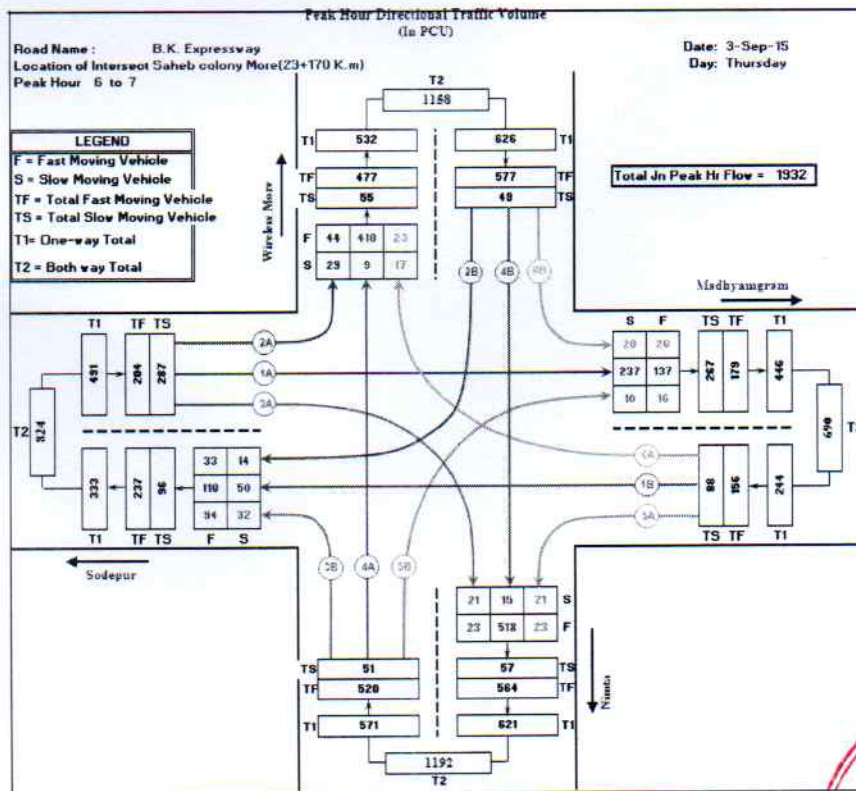 Peak Hour Directional Traffic Volume
(In PCU)
Road Name : B.K. Expressway
Location of Intersect Saheb colony More(23+170 K.m)
Peak Hour 6 to 7
Date: 3-Sep-15
Day: Thursday
T2
1158
LEGEND
F = Fast Moving Vehicle
S = Slow Moving Vehicle
TF = Total Fast Moving Vehicle
TS = Total Slow Moving Vehicle
T1= One-way Total
T2 = Both way Total
T1 532 626 T1
TF 477 577 TF
TS 55 49 TS
Total Jn Peak Hr Flow = 1932
Wireless More
F 44 410 23
S 29 9 17
2B 4B
Madhyamgram
T1 TF TS
S F TS TF T1
491 204 287
2A
1A
3A
20 26
237 137
10 16
267 179 446
T2 824
690
333 237 96
33 14
110 50
94 32
1B
88 156 244
T1 TF TS F S
TS TF T1
Sodepur
4A
21 15 21 S
23 518 23 F
TS 51 57 TS
TF 520 564 TF
T1 571 621 T1
Nimta
1192
T2